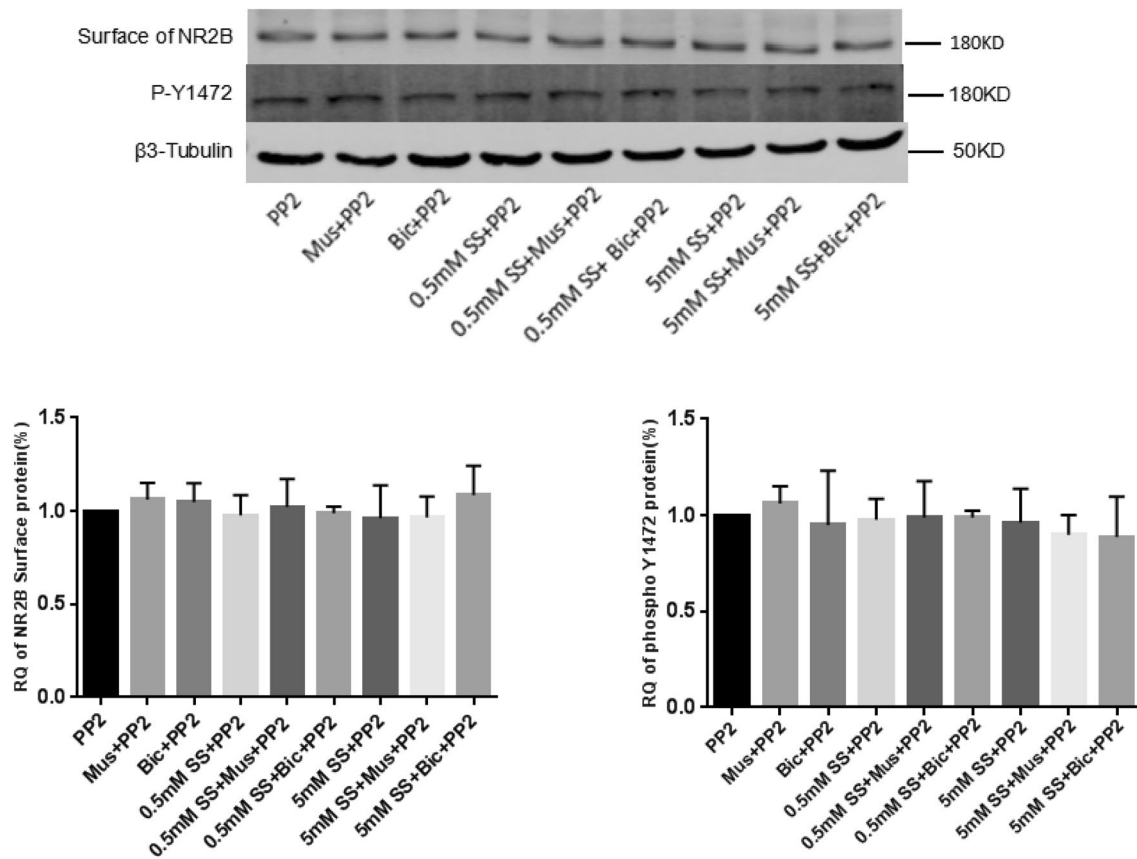 Surface of NR2B
180KD
P-Y1472
180KD
β3-Tubulin
50KD
PP2
Mus+PP2
Bic+PP2
0.5mM SS+PP2
0.5mM SS+Mus+PP2
0.5mM SS+ Bic+PP2
5mM SS+PP2
5mM SS+Mus+PP2
5mM SS+Bic+PP2
RQ of NR2B Surface protein(%)
1.5
1.0
0.5
0.0
PP2
Mus+PP2
Bic+PP2
0.5mM SS+PP2
0.5mM SS+Mus+PP2
0.5mM SS+Bic+PP2
5mM SS+PP2
5mM SS+Mus+PP2
5mM SS+Bic+PP2
RQ of phospho Y1472 protein(%)
1.5
1.0
0.5
0.0
PP2
Mus+PP2
Bic+PP2
0.5mM SS+PP2
0.5mM SS+Mus+PP2
0.5mM SS+Bic+PP2
5mM SS+PP2
5mM SS+Mus+PP2
5mM SS+Bic+PP2